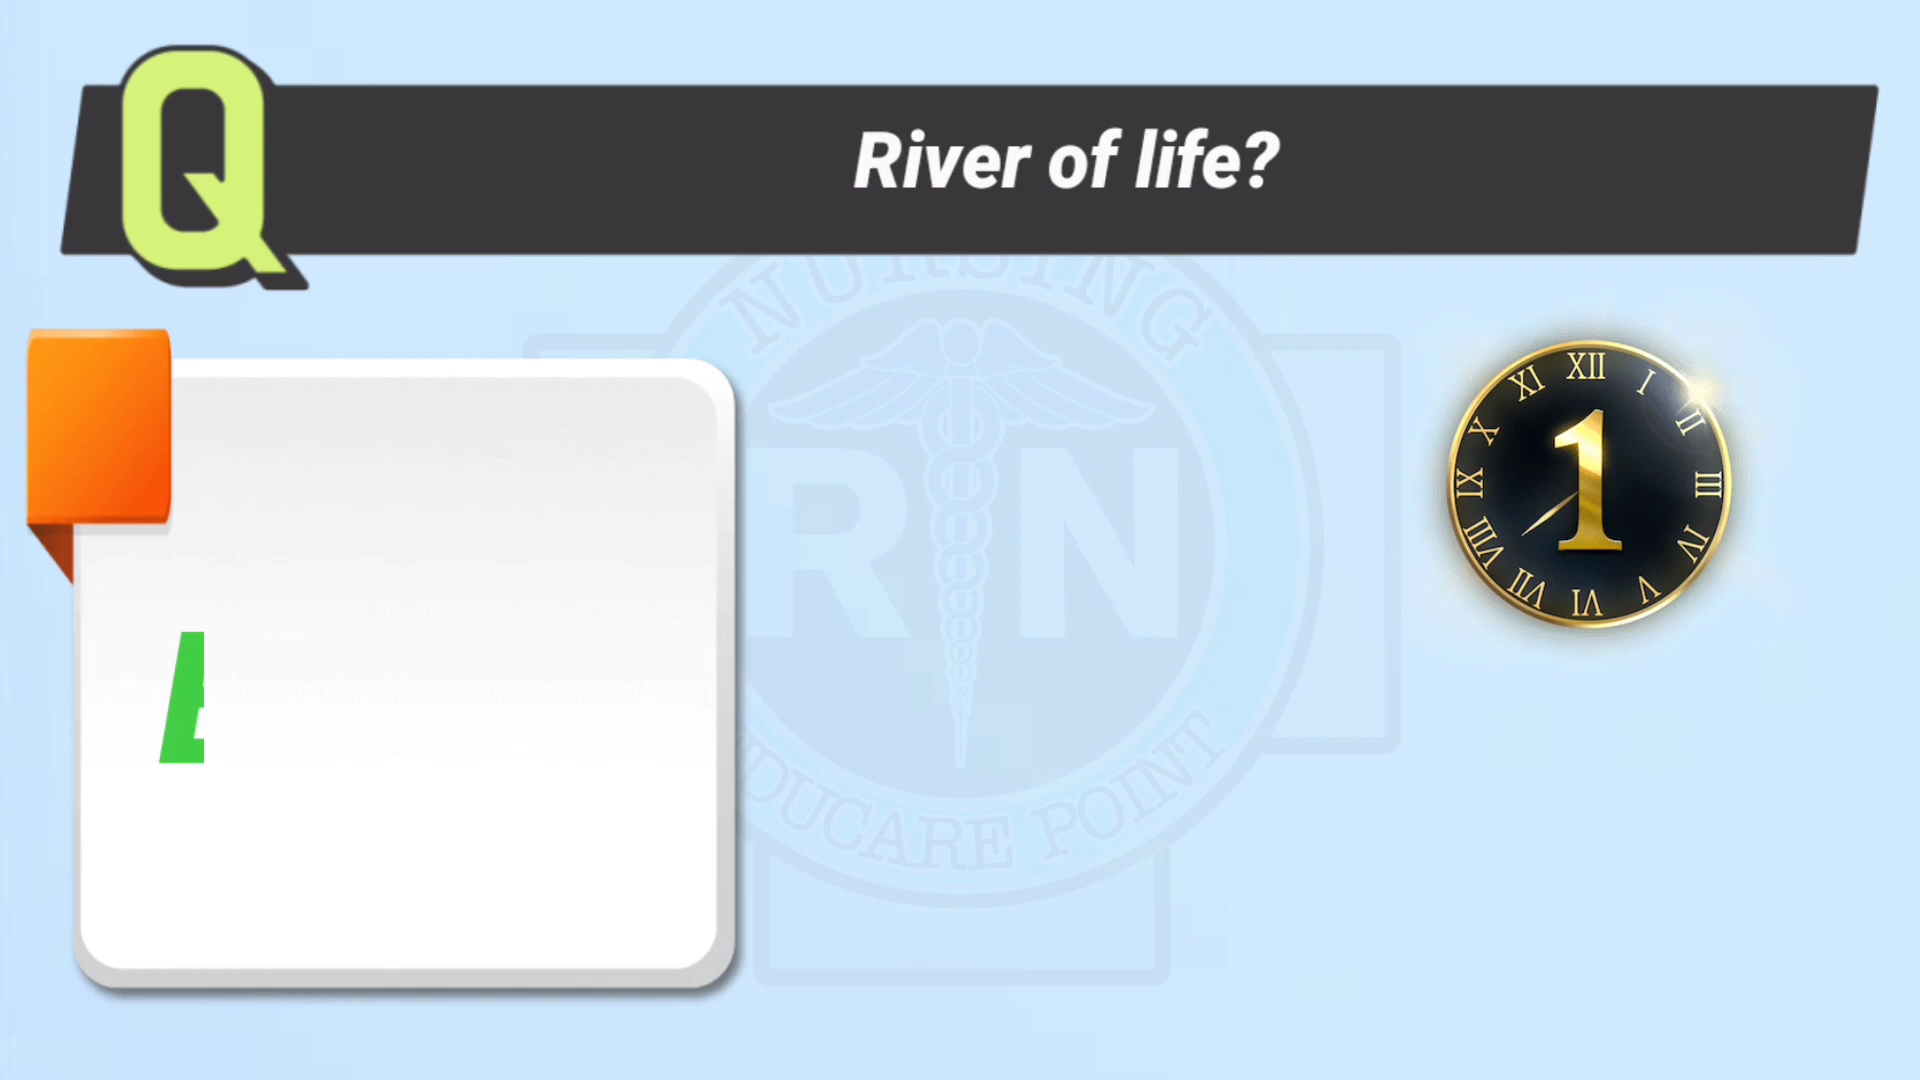 Q
River of life?
NURSING
RN
EDUCARE POINT
XII
I
II
III
IV
V
VI
VII
VIII
IX
X
XI
1